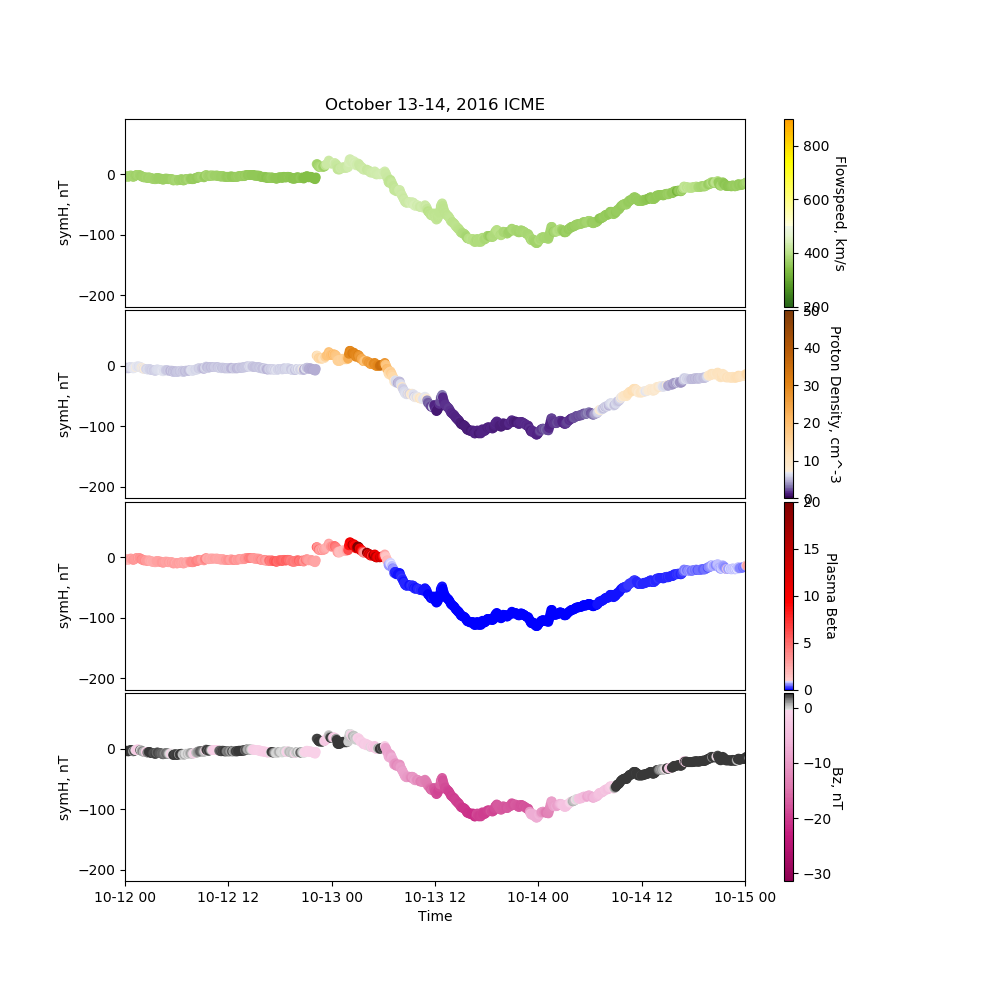 October 13-14, 2016 ICME
0
−100
−200
symH, nT
800
600
400
200
Flowspeed, km/s
0
−100
−200
symH, nT
50
40
30
20
10
0
Proton Density, cm^-3
0
−100
−200
symH, nT
20
15
10
5
0
Plasma Beta
0
−100
−200
symH, nT
0
−10
−20
−30
Bz, nT
10-12 00 10-12 12 10-13 00 10-13 12 10-14 00 10-14 12 10-15 00
Time